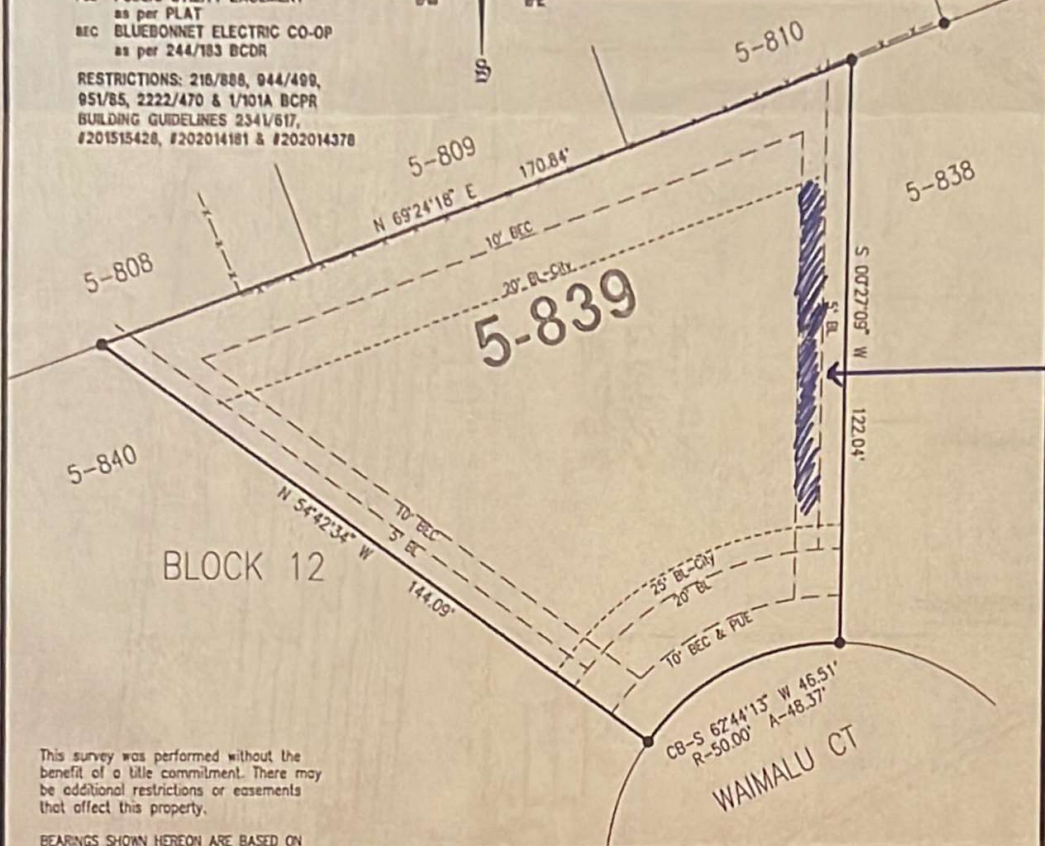 as per PLAT
BEC BLUEBONNET ELECTRIC CO-OP
as per 244/183 BCDR
S
RESTRICTIONS: 216/886, 944/499,
951/85, 2222/470 & 1/101A BCPR
BUILDING GUIDELINES 2341/617,
#201515428, #202014181 & #202014378
5-810
5-809
170.84'
N 69°24'18" E
5-838
5-808
10' BEC
20' BL-City
5-839
S 00°27'09" W
5' BL
122.04'
5-840
N 54°42'34" W
10' BEC
5' BL
144.09'
BLOCK 12
25' BL-City
20' BL
10' BEC & PUE
CB-S 62°44'13" W 46.51'
R-50.00' A-48.37'
WAIMALU CT
This survey was performed without the
benefit of a title commitment. There may
be additional restrictions or easements
that affect this property.
BEARINGS SHOWN HEREON ARE BASED ON